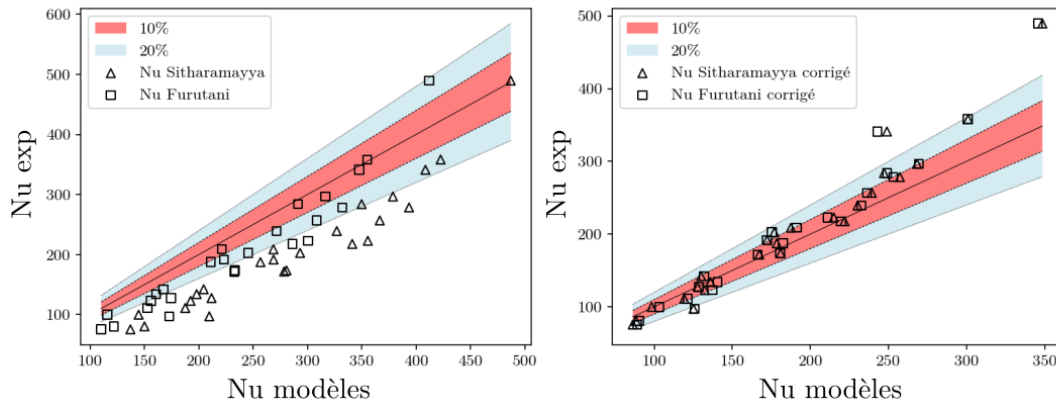 600
500
400
300
200
100
Nu exp
10%
20%
Nu Sitharamayya
Nu Furutani
100 150 200 250 300 350 400 450 500
Nu modèles
500
400
300
200
100
Nu exp
10%
20%
Nu Sitharamayya corrigé
Nu Furutani corrigé
100 150 200 250 300 350
Nu modèles